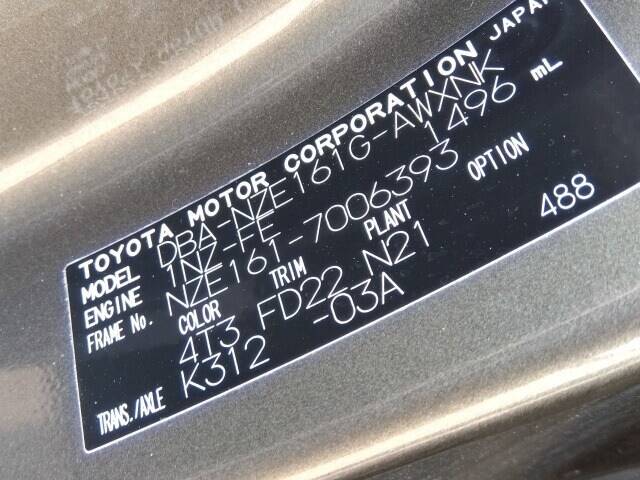 TOYOTA MOTOR CORPORATION JAPAN
MODEL DBA-NZE161G-AWXNK
ENGINE 1NZ-FE 1496 mL
FRAME No. NZE161-7006393
COLOR TRIM PLANT OPTION
4T3 FD22 N21 488
TRANS./AXLE K312 -03A